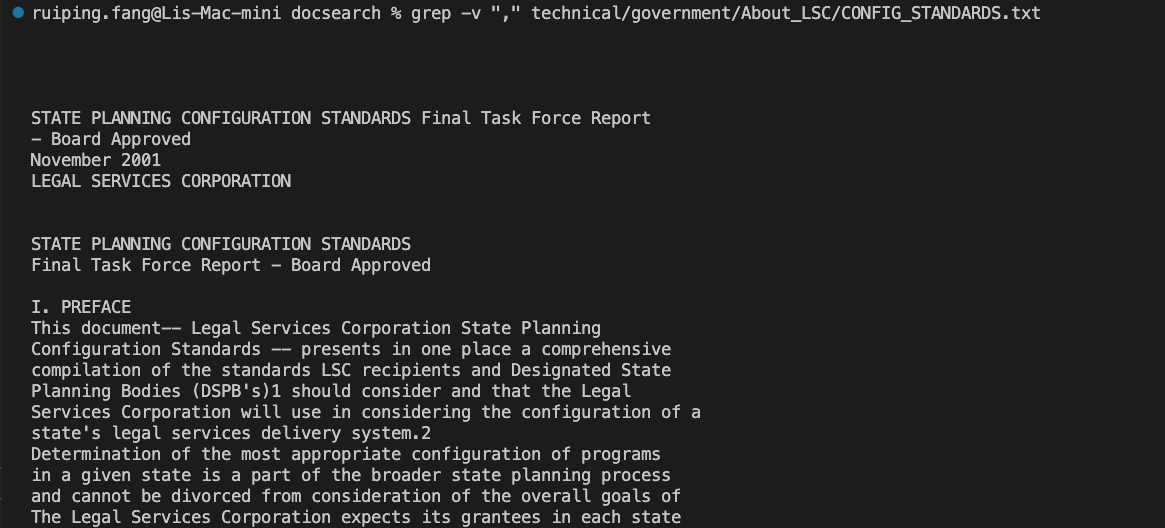 ruiping.fang@Lis-Mac-mini docsearch % grep -v "," technical/government/About_LSC/CONFIG_STANDARDS.txt
STATE PLANNING CONFIGURATION STANDARDS Final Task Force Report
- Board Approved
November 2001
LEGAL SERVICES CORPORATION
STATE PLANNING CONFIGURATION STANDARDS
Final Task Force Report - Board Approved
I. PREFACE
This document-- Legal Services Corporation State Planning
Configuration Standards -- presents in one place a comprehensive
compilation of the standards LSC recipients and Designated State
Planning Bodies (DSPB's)1 should consider and that the Legal
Services Corporation will use in considering the configuration of a
state's legal services delivery system.2
Determination of the most appropriate configuration of programs
in a given state is a part of the broader state planning process
and cannot be divorced from consideration of the overall goals of
The Legal Services Corporation expects its grantees in each state